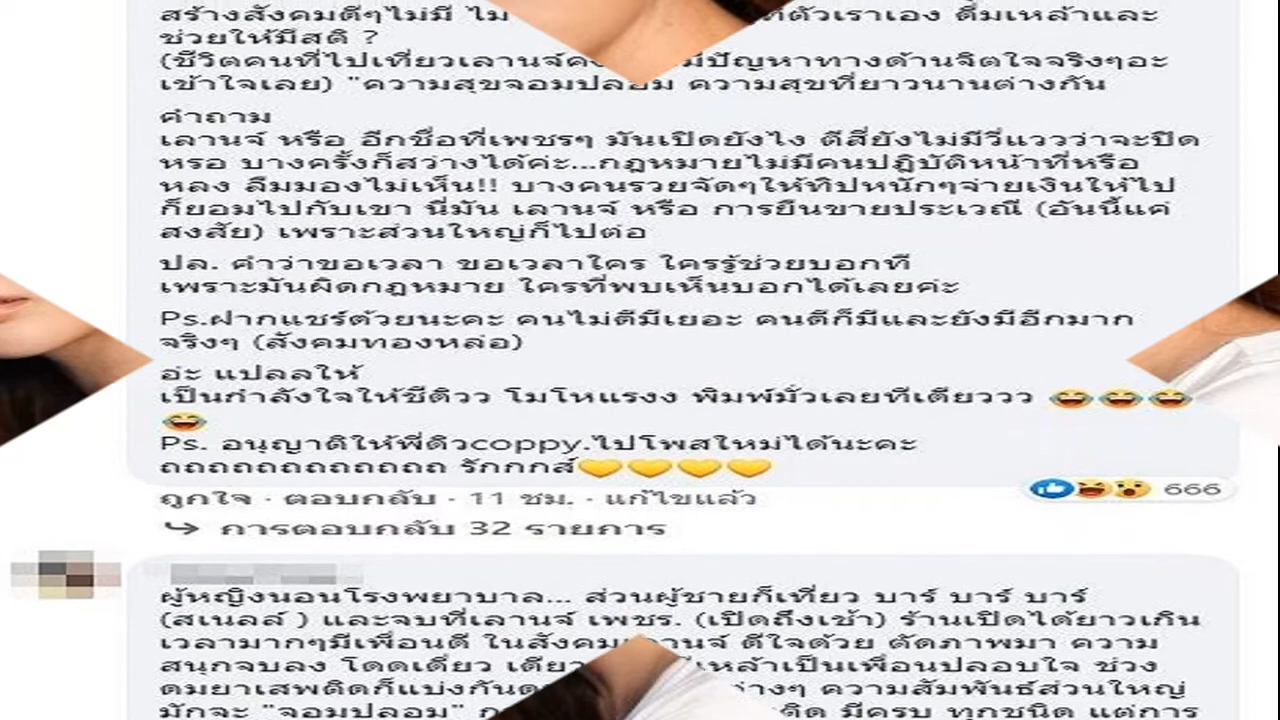 สร้างสังคมดีๆไม่มี ไม่ ที่ตัวเราเอง ดื่มเหล้าและ
ช่วยให้มีสติ ?
(ชีวิตคนที่ไปเที่ยวเลานจ์ค มีปัญหาทางด้านจิตใจจริงๆอะ
เข้าใจเลย) "ความสุขจอมปลอม ความสุขที่ยาวนานต่างกัน
คำถาม
เลานจ์ หรือ อีกชื่อที่เพชรๆ มันเปิดยังไง ตีสี่ยังไม่มีวี่แววว่าจะปิด
หรอ บางครั้งก็สว่างได้ค่ะ...กฎหมายไม่มีคนปฏิบัติหน้าที่หรือ
หลง ลืมมองไม่เห็น!! บางคนรวยจัดๆให้ทิปหนักๆจ่ายเงินให้ไป
ก็ยอมไปกับเขา นี่มัน เลานจ์ หรือ การยืนขายประเวณี (อันนี้แค่
สงสัย) เพราะส่วนใหญ่ก็ไปต่อ
ปล. คำว่าขอเวลา ขอเวลาใคร ใครรู้ช่วยบอกที
เพราะมันผิดกฎหมาย ใครที่พบเห็นบอกได้เลยค่ะ
Ps.ฝากแชร์ด้วยนะคะ คนไม่ดีมีเยอะ คนดีก็มีและยังมีอีกมาก
จริงๆ (สังคมทองหล่อ)
อ่ะ แปลลให้
เป็นกำลังใจให้ชีดิวว โมโหแรงง พิมพ์มั่วเลยทีเดียววว 😂😂😂
😂
Ps. อนุญาติให้พี่ดิวcoppy.ไปโพสใหม่ได้นะคะ
ถถถถถถถถถถถถ รักกกส์💛💛💛💛
ถูกใจ · ตอบกลับ · 11 ชม. · แก้ไขแล้ว
666
การตอบกลับ 32 รายการ
ผู้หญิงนอนโรงพยาบาล... ส่วนผู้ชายก็เที่ยว บาร์ บาร์ บาร์
(สเนลล์ ) และจบที่เลานจ์ เพชร. (เปิดถึงเช้า) ร้านเปิดได้ยาวเกิน
เวลามากๆมีเพื่อนดี ในสังคม ลานจ์ ดีใจด้วย ตัดภาพมา ความ
สนุกจบลง โดดเดี่ยว เดีย เหล้าเป็นเพื่อนปลอบใจ ช่วง
ดมยาเสพติดก็แบ่งกันด ต่างๆ ความสัมพันธ์ส่วนใหญ่
มักจะ "จอมปลอม" ติด มีครบ ทุกชนิด แต่การ